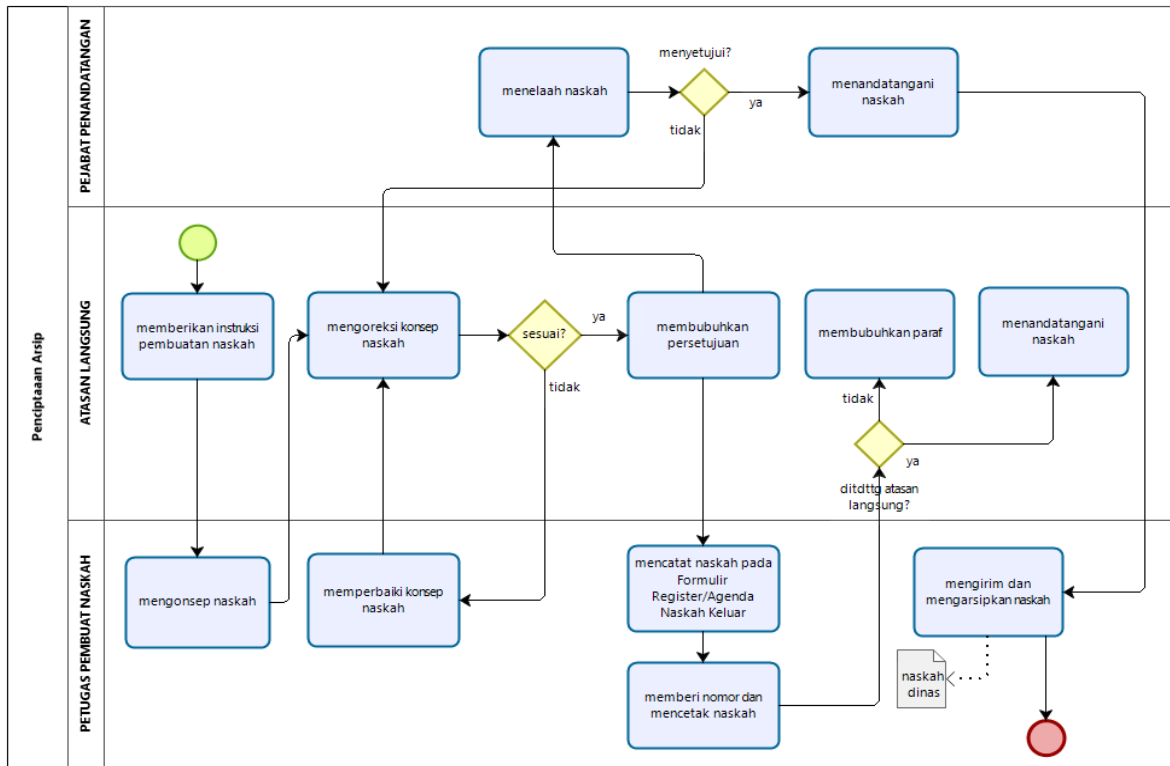 Penciptaaan Arsip
PEJABAT PENANDATANGAN
menelaah naskah
menyetujui?
ya
tidak
menandatangani
naskah
ATASAN LANGSUNG
memberikan instruksi
pembuatan naskah
mengoreksi konsep
naskah
sesuai?
ya
tidak
membubuhkan
persetujuan
membubuhkan paraf
menandatangani
naskah
tidak
ya
ditdttg atasan
langsung?
PETUGAS PEMBUAT NASKAH
mengonsep naskah
memperbaiki konsep
naskah
mencatat naskah pada
Formulir
Register/Agenda
Naskah Keluar
memberi nomor dan
mencetak naskah
mengirim dan
mengarsipkan naskah
naskah
dinas